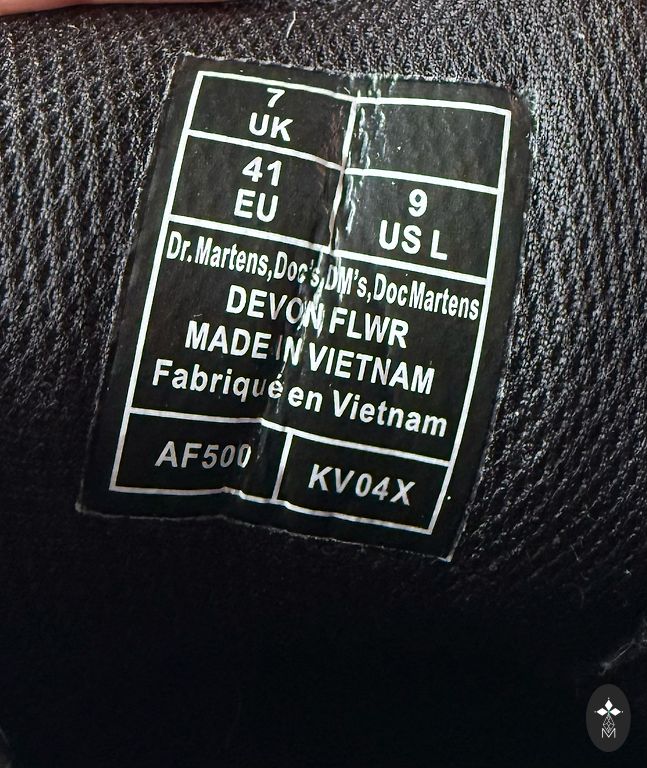 7
UK
41
EU
9
US L
Dr.Martens,Doc's,DM's,DocMartens
DEVON FLWR
MADE IN VIETNAM
Fabriqué en Vietnam
AF500
KV04X
M